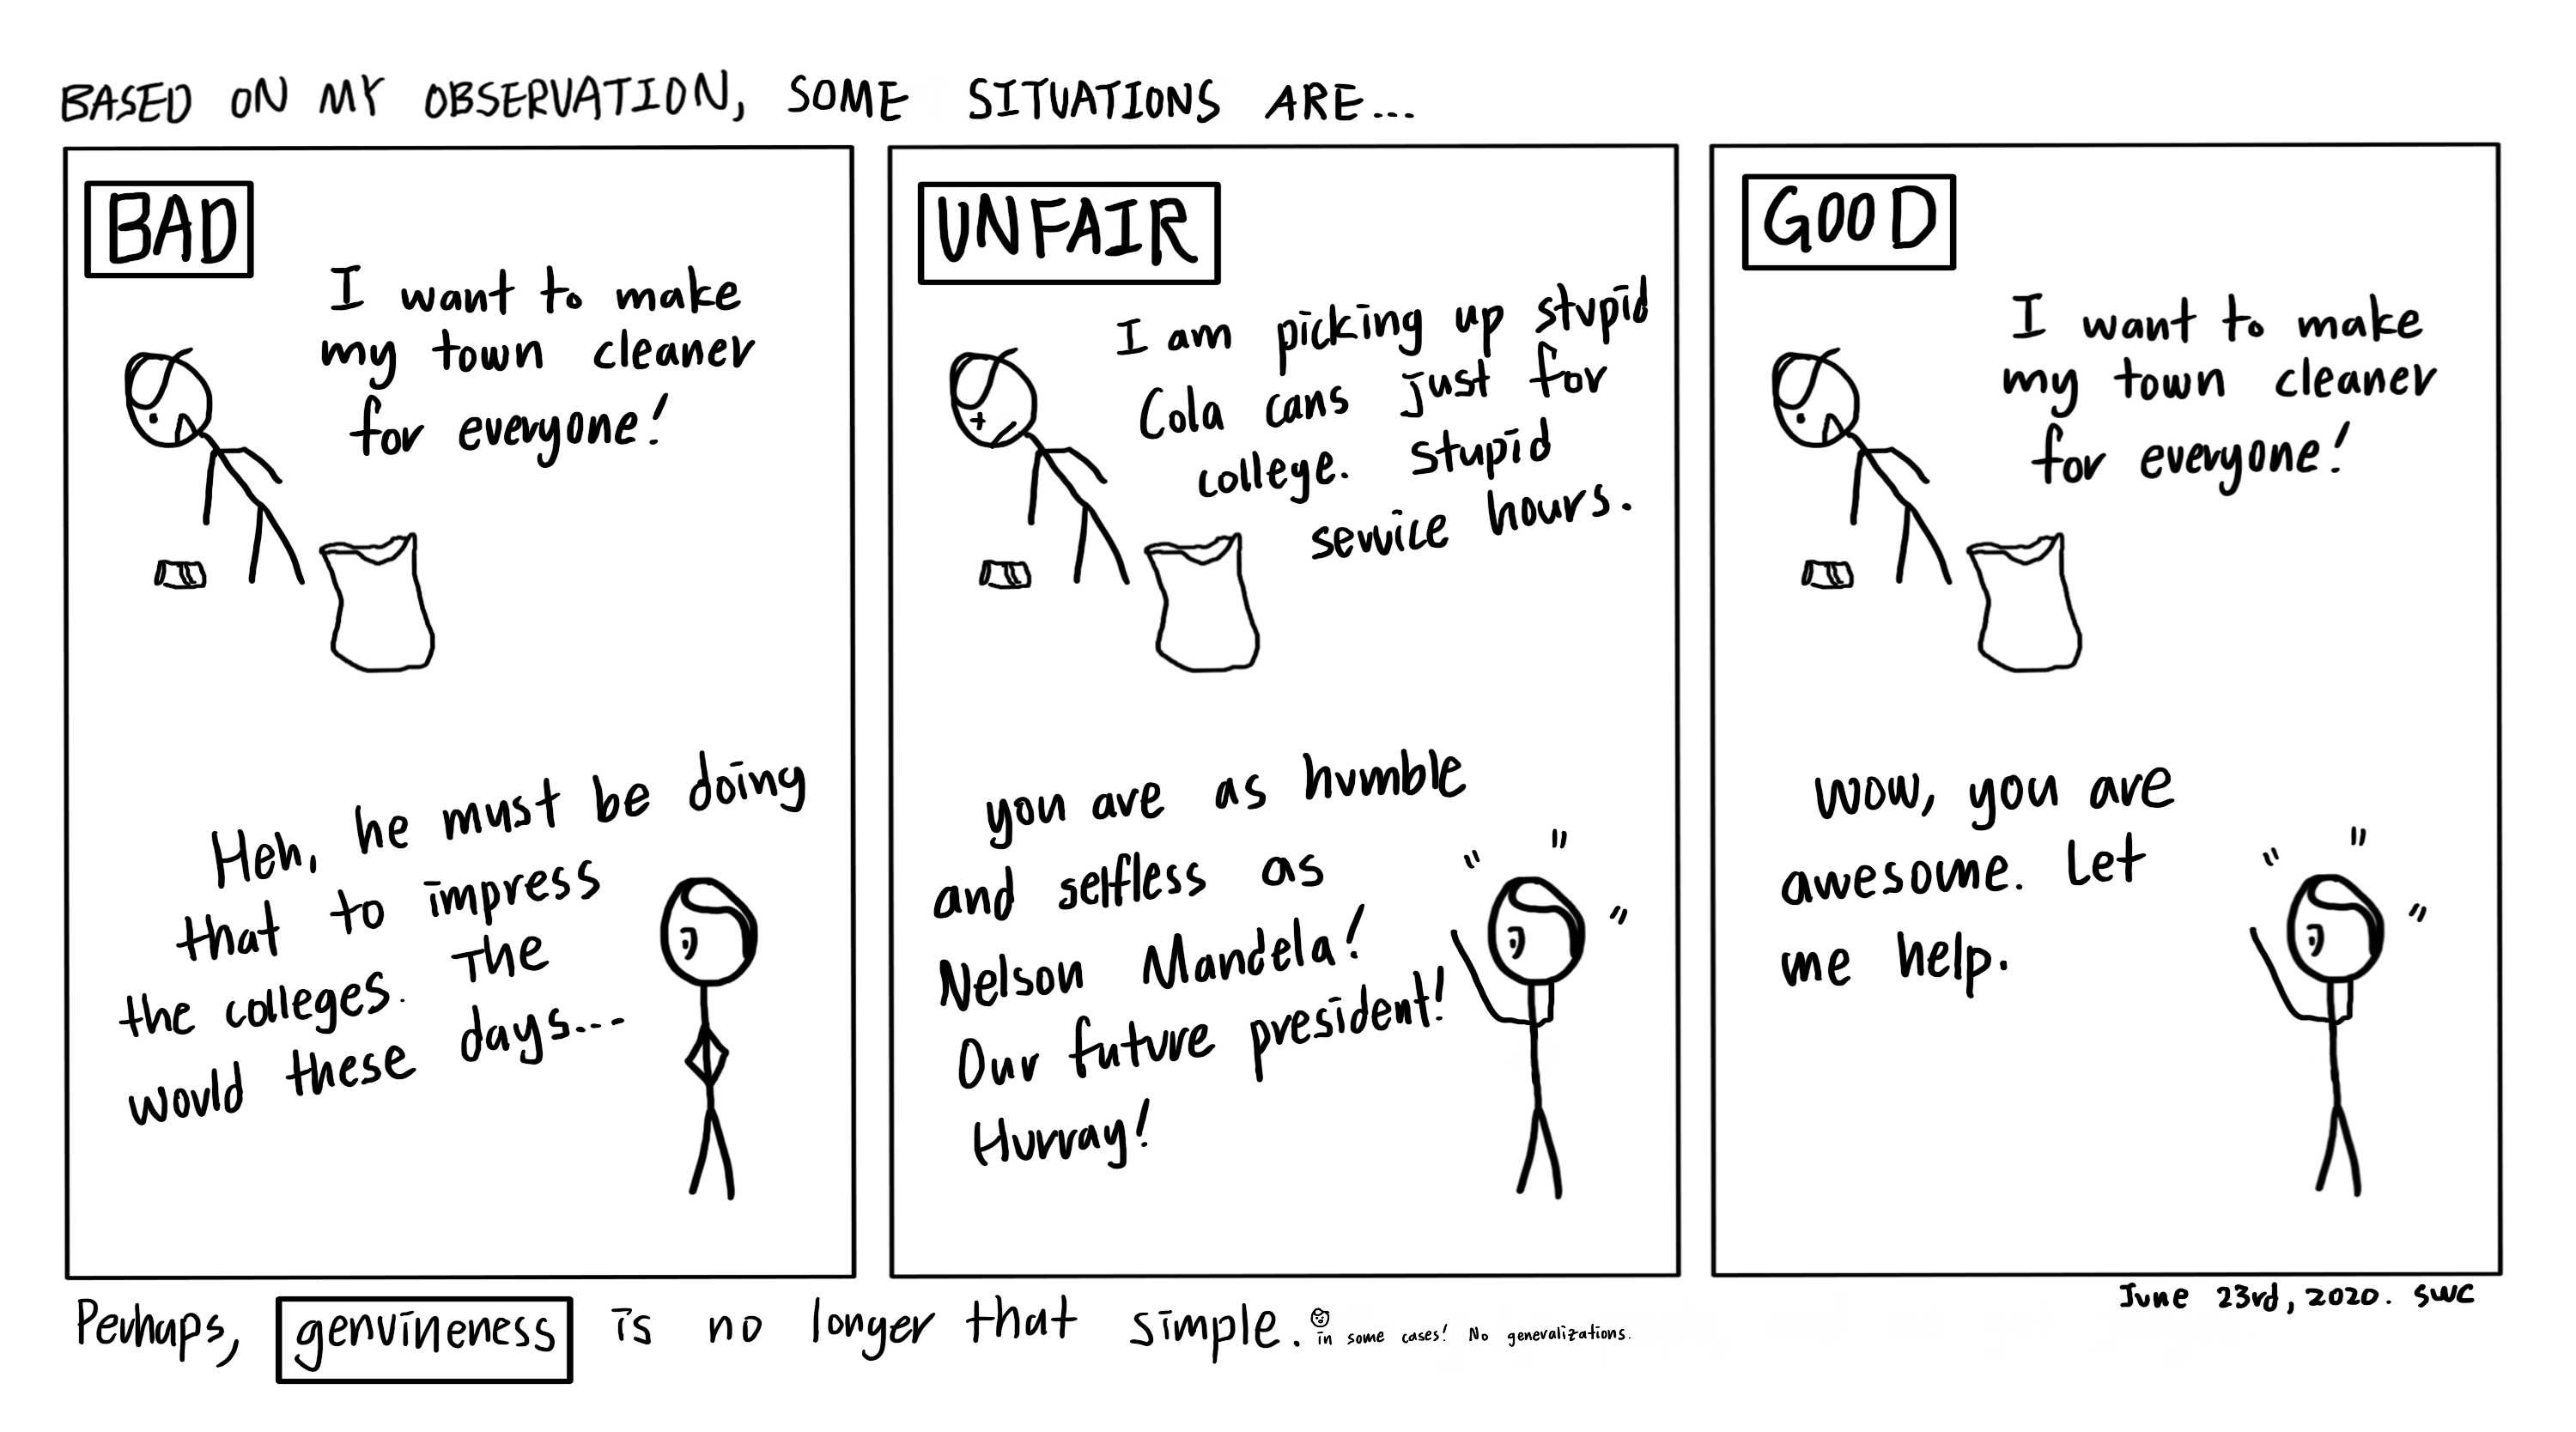 BASED ON MY OBSERVATION, SOME SITUATIONS ARE...
BAD
I want to make
my town cleaner
for everyone!
Heh, he must be doing
that to impress
the colleges. The
would these days...
UNFAIR
I am picking up stupid
Cola cans just for
college. stupid
service hours.
you are as humble
and selfless as
Nelson Mandela!
Our future president!
Hurray!
GOOD
I want to make
my town cleaner
for everyone!
Wow, you are
awesome. Let
me help.
June 23rd, 2020. SWC
Perhaps, genuineness is no longer that simple. in some cases! No generalizations.